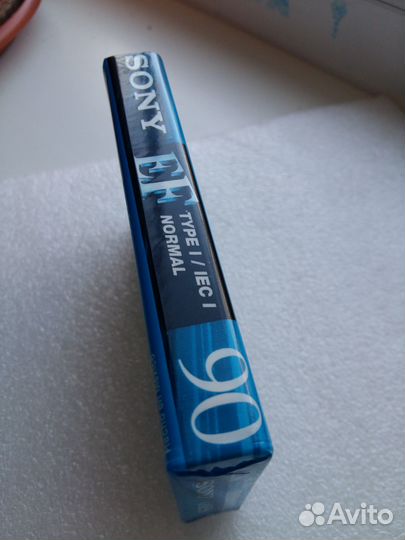 SONY
EF
TYPE I / IEC I
NORMAL
90
Avito